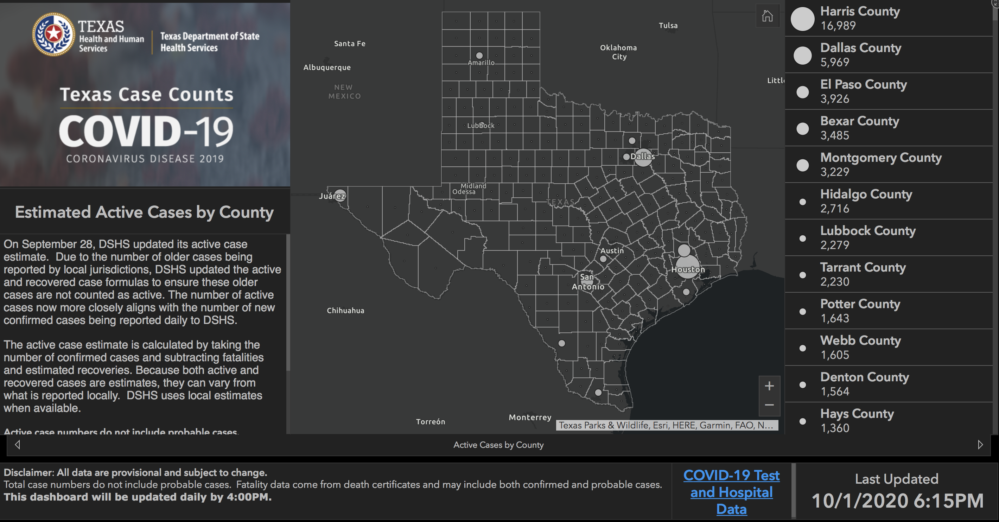 TEXAS
Health and Human
Services
Texas Department of State
Health Services
Texas Case Counts
COVID-19
CORONAVIRUS DISEASE 2019
Estimated Active Cases by County
On September 28, DSHS updated its active case
estimate.  Due to the number of older cases being
reported by local jurisdictions, DSHS updated the active
and recovered case formulas to ensure these older
cases are not counted as active. The number of active
cases now more closely aligns with the number of new
confirmed cases being reported daily to DSHS.
The active case estimate is calculated by taking the
number of confirmed cases and subtracting fatalities
and estimated recoveries. Because both active and
recovered cases are estimates, they can vary from
what is reported locally.  DSHS uses local estimates
when available.
Active case numbers do not include probable cases.
Tulsa
Santa Fe
Oklahoma
City
Amarillo
Albuquerque
Little
NEW
MEXICO
Lubbock
Dallas
Midland
Odessa
Juárez
TEXAS
Austin
Houston
San
Antonio
Chihuahua
Monterrey
Torreón
+
−
Texas Parks & Wildlife, Esri, HERE, Garmin, FAO, N...
Harris County
16,989
Dallas County
5,969
El Paso County
3,926
Bexar County
3,485
Montgomery County
3,229
Hidalgo County
2,716
Lubbock County
2,279
Tarrant County
2,230
Potter County
1,643
Webb County
1,605
Denton County
1,564
Hays County
1,360
Active Cases by County
Disclaimer: All data are provisional and subject to change.
Total case numbers do not include probable cases.  Fatality data come from death certificates and may include both confirmed and probable cases.
This dashboard will be updated daily by 4:00PM.
COVID-19 Test
and Hospital
Data
Last Updated
10/1/2020 6:15PM